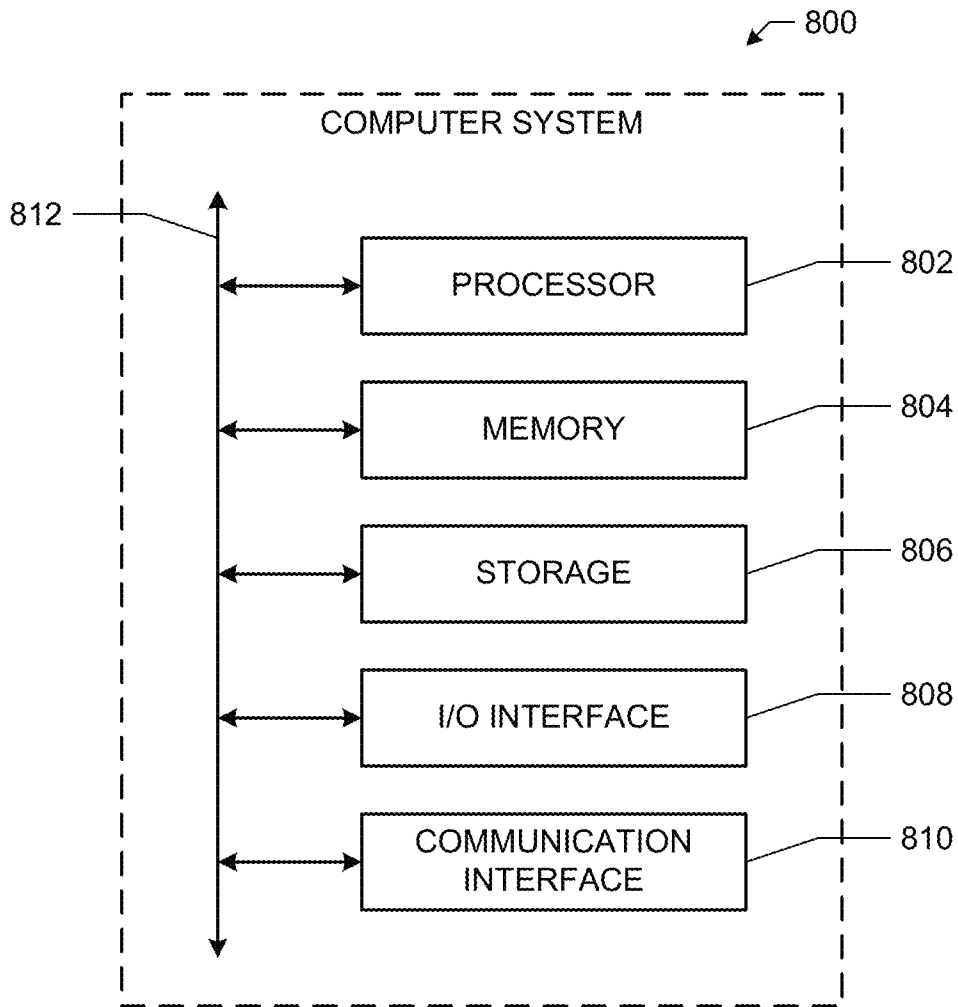 800
COMPUTER SYSTEM
812
PROCESSOR
802
MEMORY
804
STORAGE
806
I/O INTERFACE
808
COMMUNICATION
INTERFACE
810